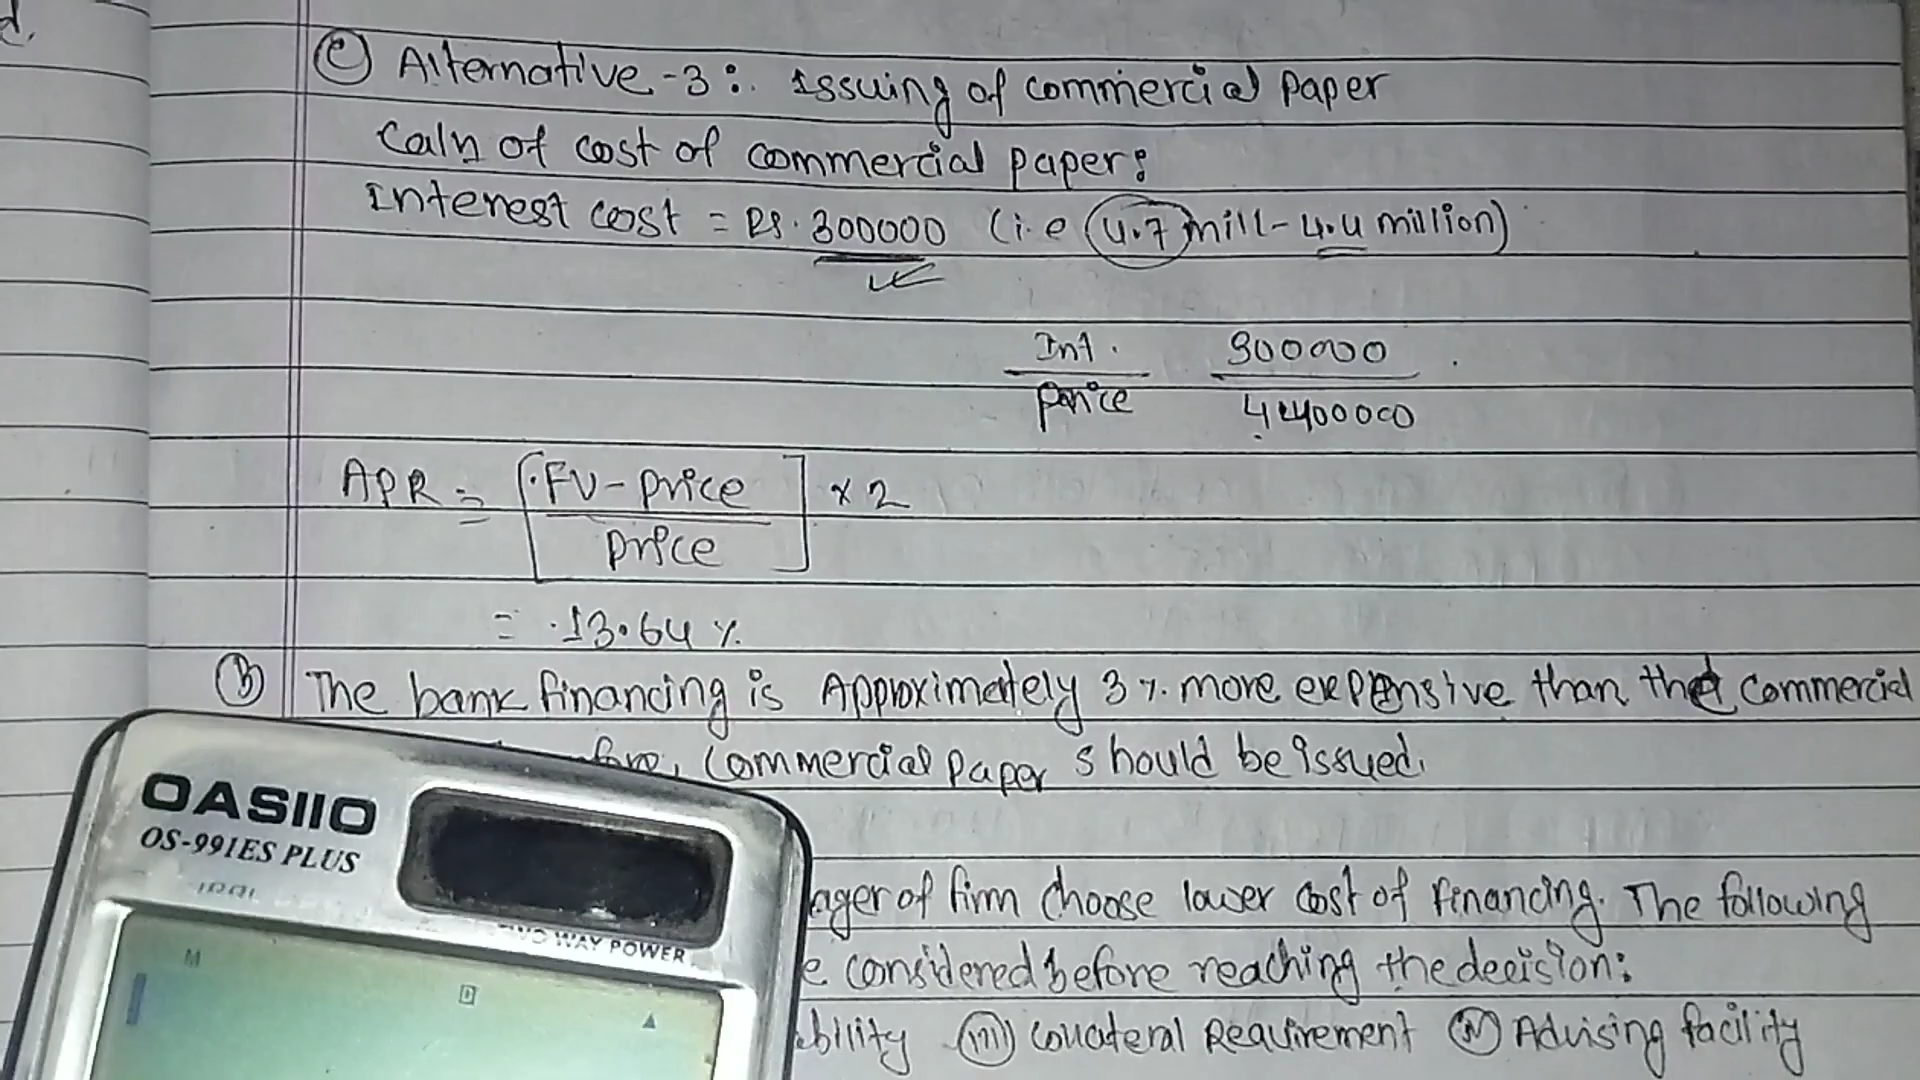 d.
(c) Alternative-3: Issuing of commercial paper
Caln of cost of commercial paper:
Interest cost = Rs. 300000 (i.e 4.7 mill - 4.4 million)
Int. 300000
price 4400000
APR = [FV - price] × 2
price
= 13.64 %
(b) The bank financing is Approximately 3 % more expensive than the commercial
fore, commercial paper should be issued.
OASIIO
OS-991ES PLUS
TWO WAY POWER
M D ▲
ager of firm choose lower cost of financing. The following
e considered before reaching the decision:
ability (iii) Collateral Requirement (iv) Advising facility